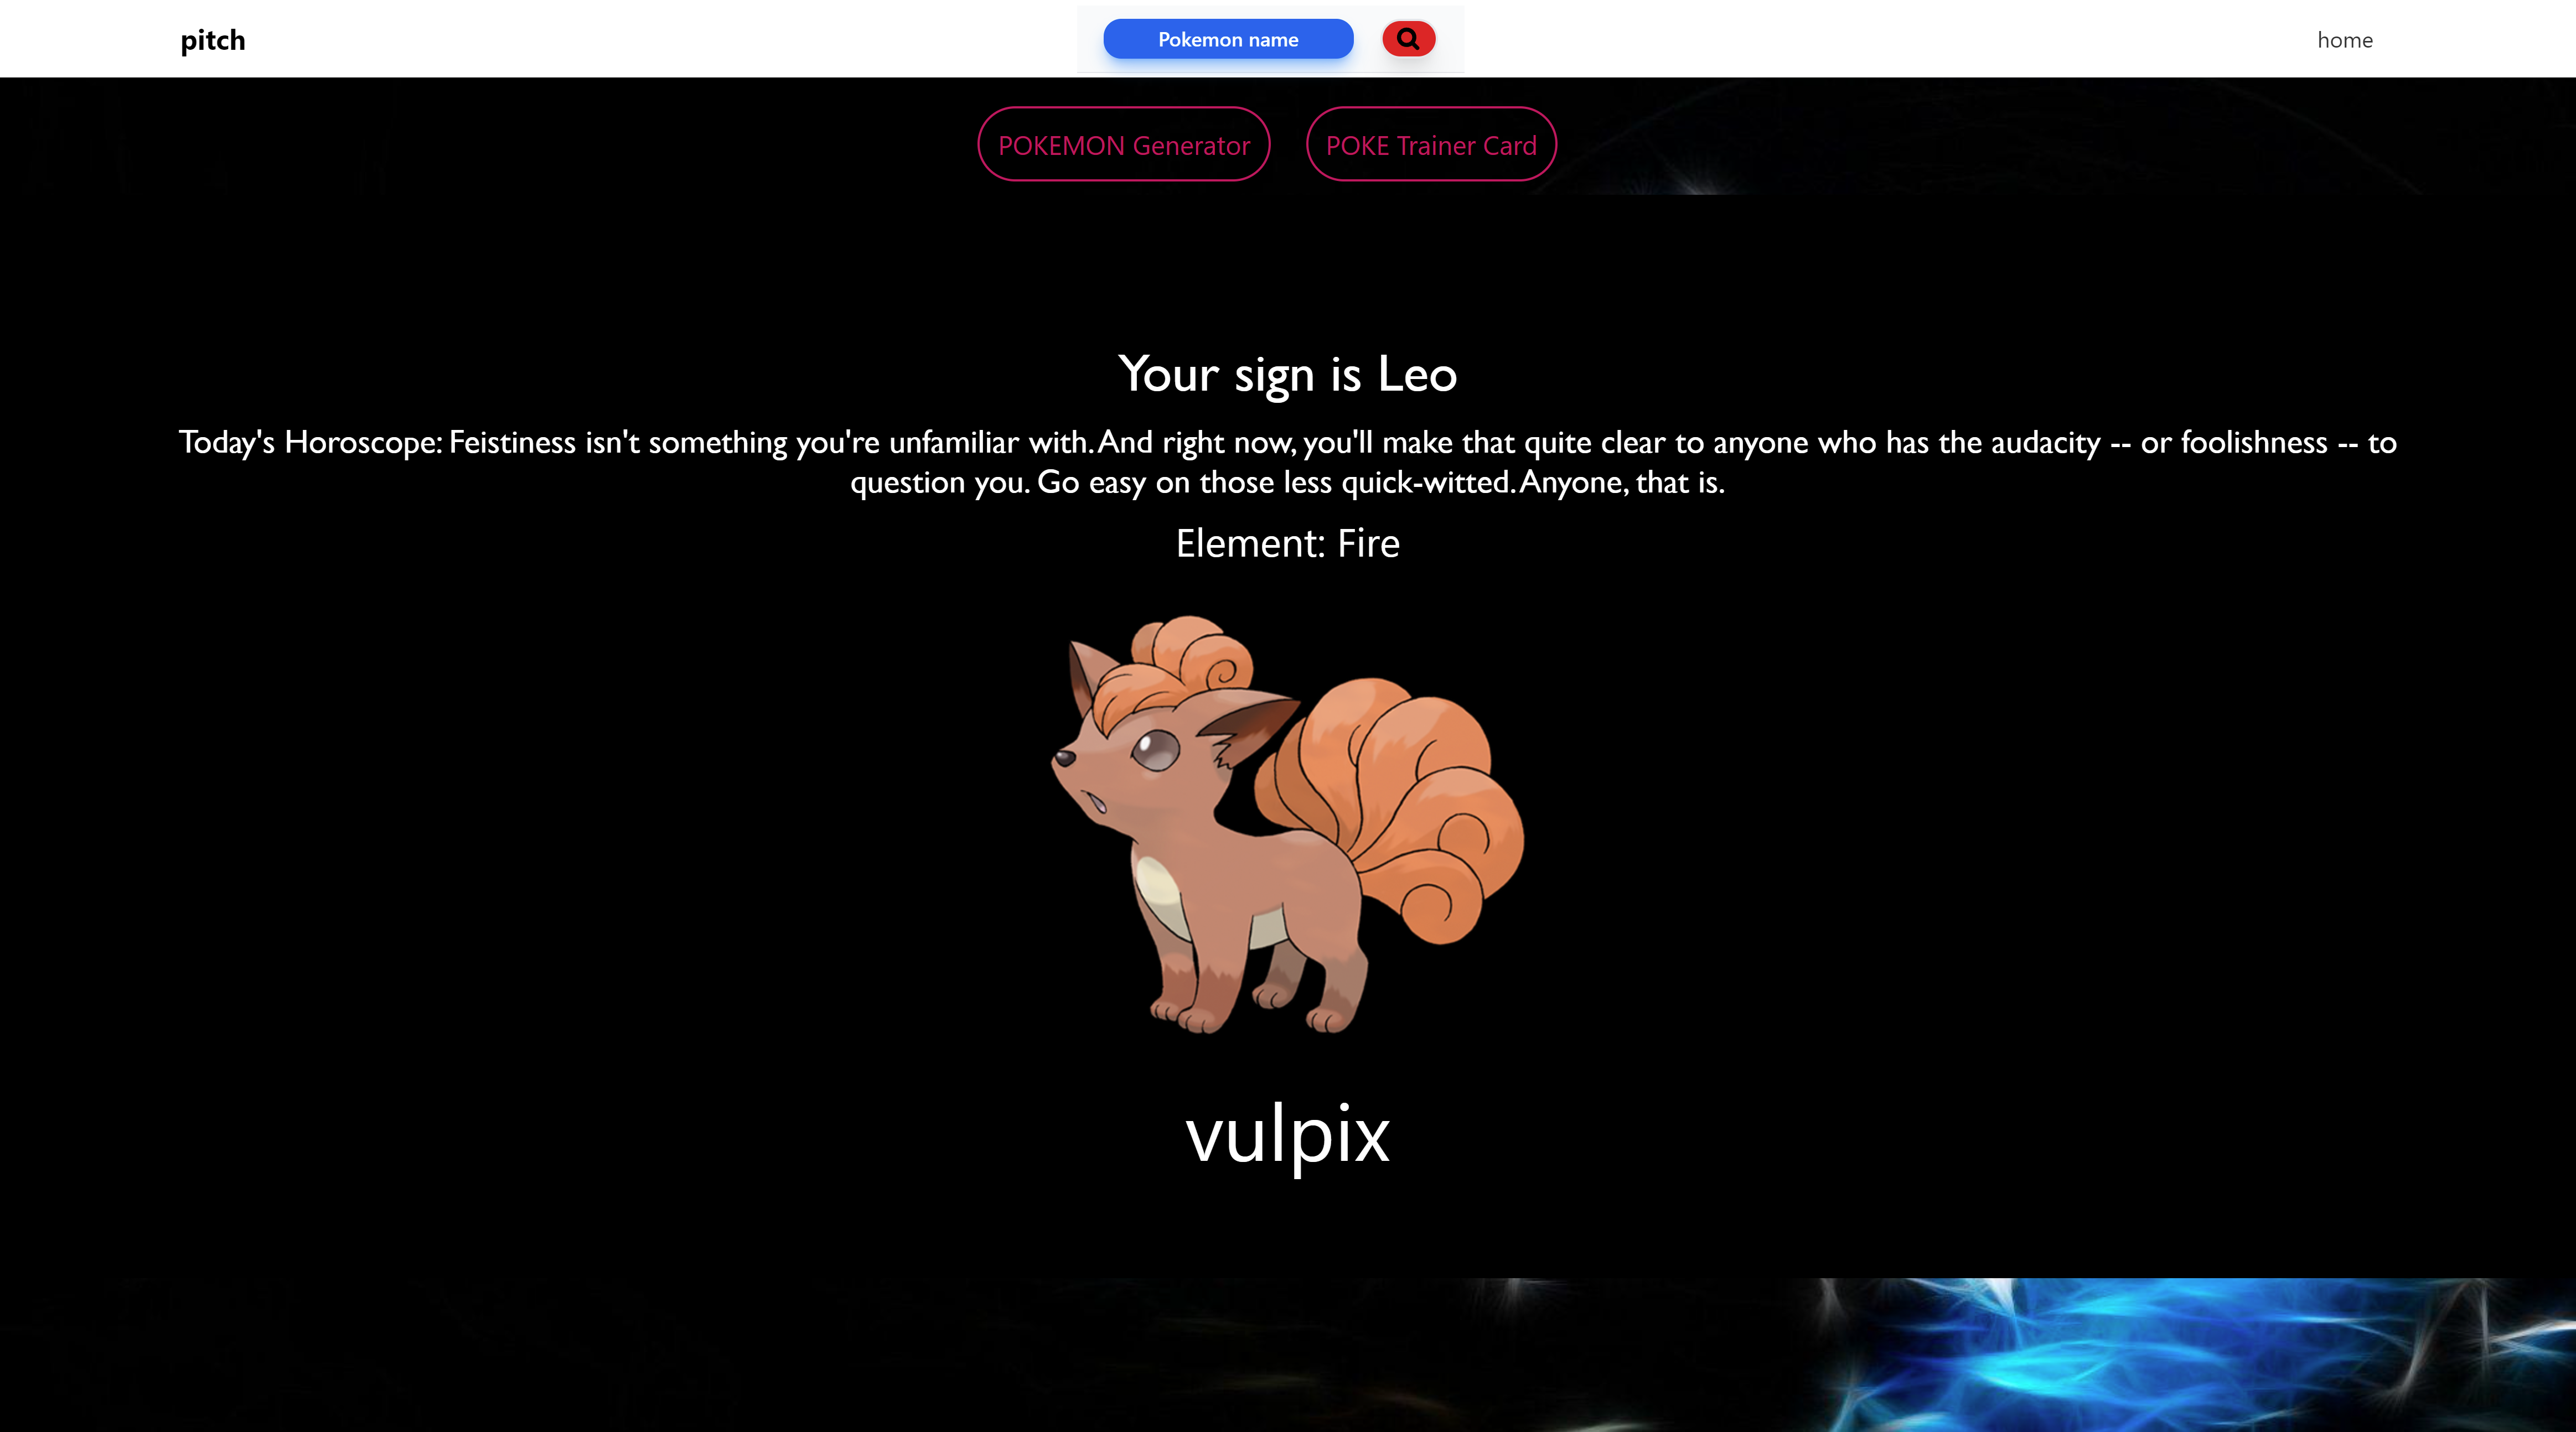 pitch
Pokemon name
home
POKEMON Generator
POKE Trainer Card
Your sign is Leo
Today's Horoscope: Feistiness isn't something you're unfamiliar with. And right now, you'll make that quite clear to anyone who has the audacity -- or foolishness -- to
question you. Go easy on those less quick-witted. Anyone, that is.
Element: Fire
vulpix